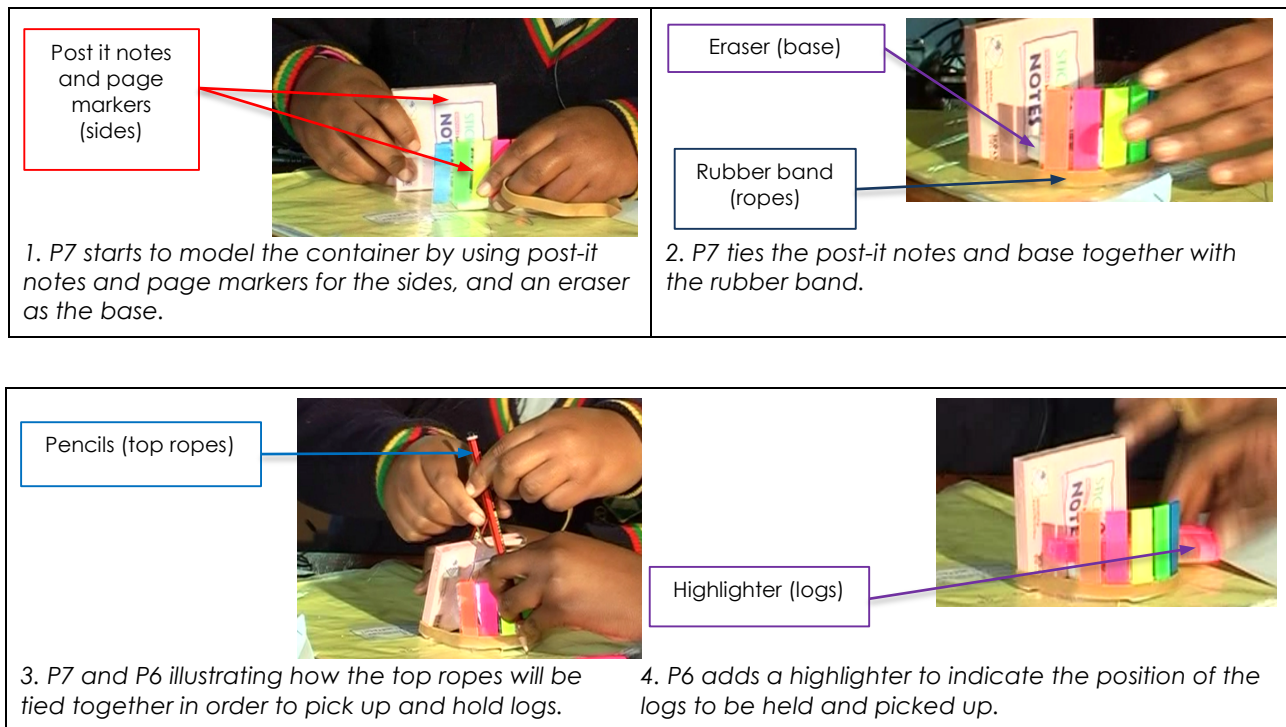 Post it notes
and page
markers
(sides)
NOTES
1. P7 starts to model the container by using post-it
notes and page markers for the sides, and an eraser
as the base.
Eraser (base)
Rubber band
(ropes)
NOTES
2. P7 ties the post-it notes and base together with
the rubber band.
Pencils (top ropes)
3. P7 and P6 illustrating how the top ropes will be
tied together in order to pick up and hold logs.
Highlighter (logs)
NOTE
4. P6 adds a highlighter to indicate the position of the
logs to be held and picked up.